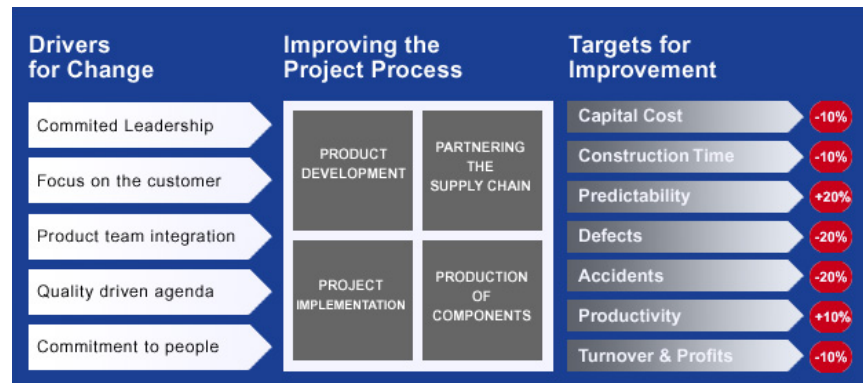 Drivers
for Change
Commited Leadership
Focus on the customer
Product team integration
Quality driven agenda
Commitment to people
Improving the
Project Process
PRODUCT
DEVELOPMENT
PARTNERING
THE
SUPPLY CHAIN
PROJECT
IMPLEMENTATION
PRODUCTION
OF
COMPONENTS
Targets for
Improvement
Capital Cost -10%
Construction Time -10%
Predictability +20%
Defects -20%
Accidents -20%
Productivity +10%
Turnover & Profits -10%